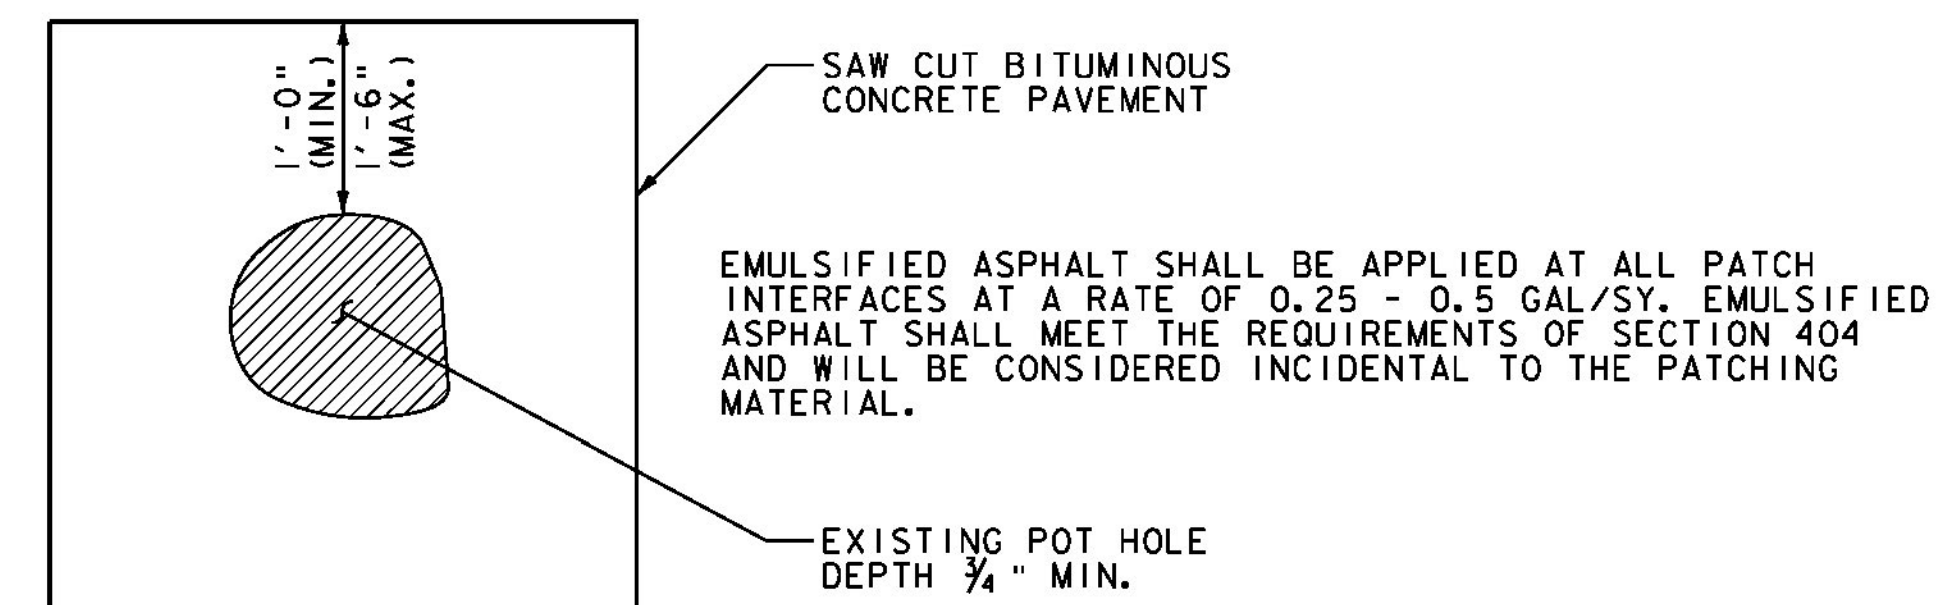 1'-0"
(MIN.)
1'-6"
(MAX.)
SAW CUT BITUMINOUS
CONCRETE PAVEMENT
EMULSIFIED ASPHALT SHALL BE APPLIED AT ALL PATCH
INTERFACES AT A RATE OF 0.25 - 0.5 GAL/SY. EMULSIFIED
ASPHALT SHALL MEET THE REQUIREMENTS OF SECTION 404
AND WILL BE CONSIDERED INCIDENTAL TO THE PATCHING
MATERIAL.
EXISTING POT HOLE
DEPTH ¾" MIN.